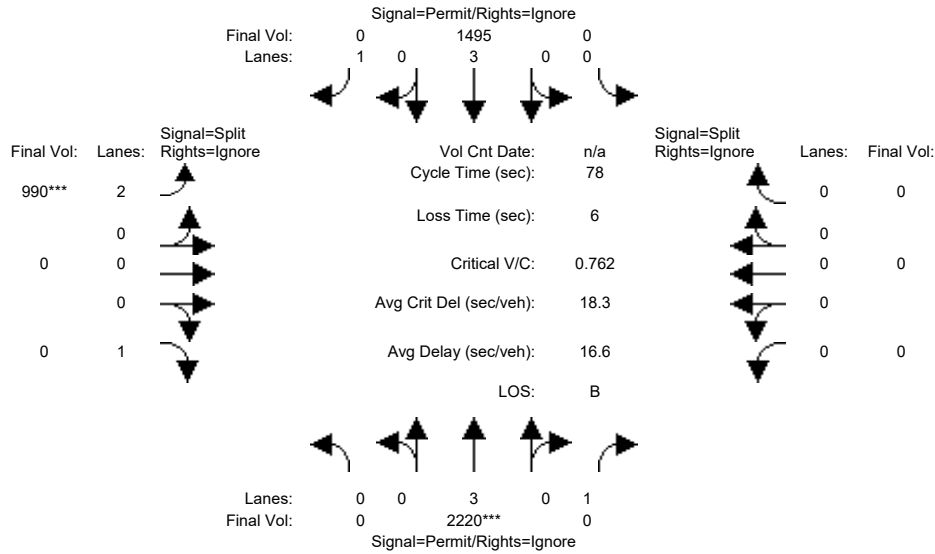 Signal=Permit/Rights=Ignore
Final Vol: 0 1495 0
Lanes: 1 0 3 0 0
Signal=Split
Final Vol: Lanes: Rights=Ignore
Vol Cnt Date: n/a
Signal=Split
Rights=Ignore Lanes: Final Vol:
Cycle Time (sec): 78
990*** 2
0 0
Loss Time (sec): 6
0
0
0 0
Critical V/C: 0.762
0 0
0
Avg Crit Del (sec/veh): 18.3
0
0 1
Avg Delay (sec/veh): 16.6
0 0
LOS: B
Lanes: 0 0 3 0 1
Final Vol: 0 2220*** 0
Signal=Permit/Rights=Ignore